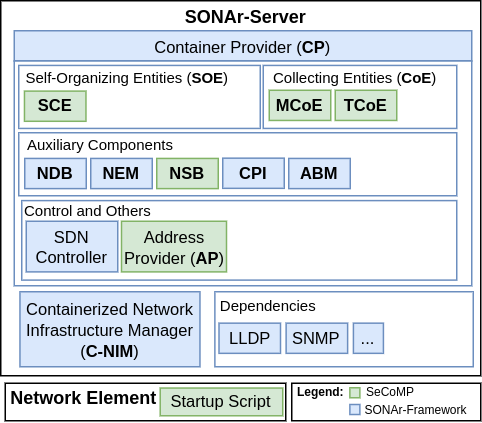 SONAr-Server
Container Provider (CP)
Self-Organizing Entities (SOE)
SCE
Collecting Entities (CoE)
MCoE TCoE
Auxiliary Components
NDB NEM NSB CPI ABM
Control and Others
SDN
Controller
Address
Provider (AP)
Containerized Network
Infrastructure Manager
(C-NIM)
Dependencies
LLDP SNMP ...
Network Element Startup Script
Legend: SeCoMP
SONAr-Framework